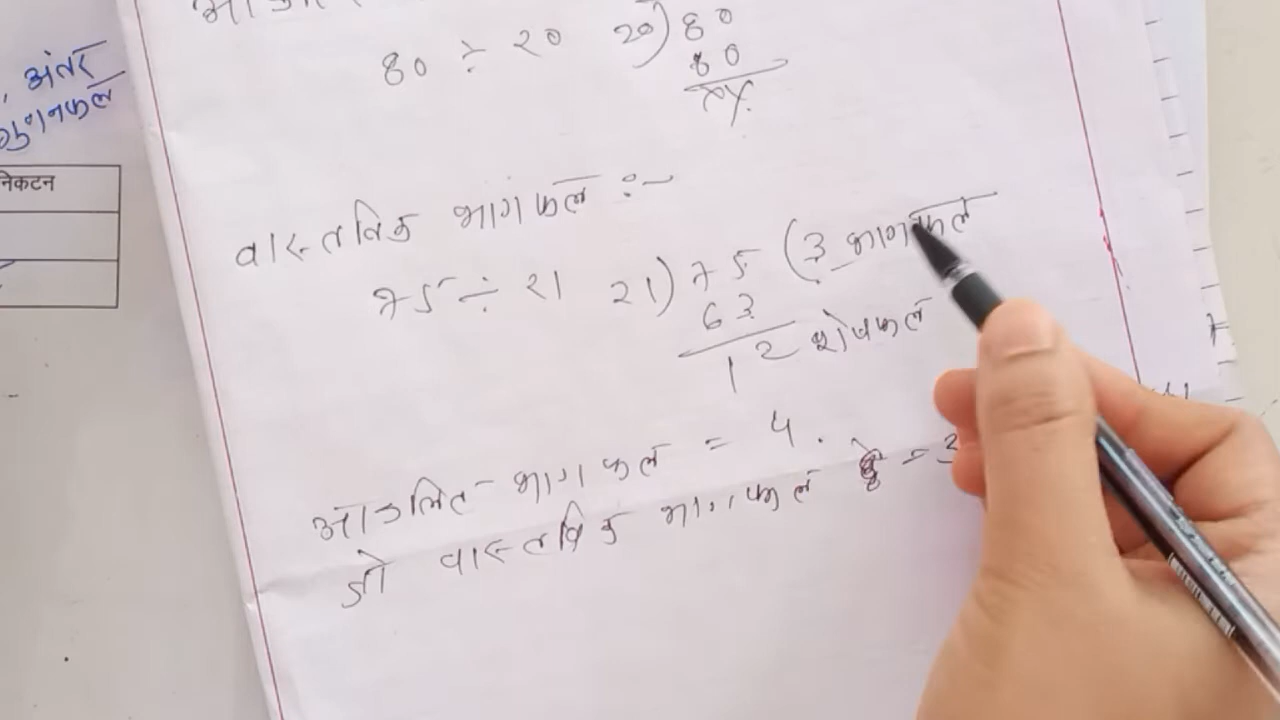 , अंतर
गुणनफल
निकटन
80 ÷ 20 20) 80
80
xx
वास्तविक भागफल :-
75 ÷ 21 21) 75 (3 भागफल
63
12 शेषफल
आकलित - भागफल = 4.
जो वास्तविक भागफल = 3